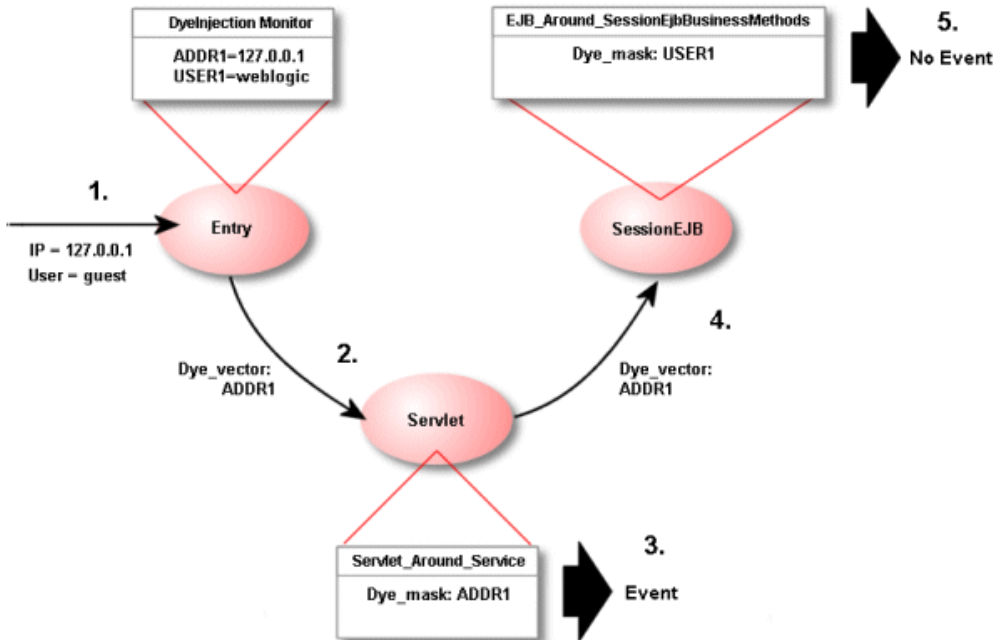 DyeInjection Monitor
ADDR1=127.0.0.1
USER1=weblogic
EJB_Around_SessionEjbBusinessMethods
Dye_mask: USER1
5.
No Event
1.
IP = 127.0.0.1
User = guest
Entry
SessionEJB
2.
Dye_vector:
ADDR1
4.
Dye_vector:
ADDR1
Servlet
Servlet_Around_Service
Dye_mask: ADDR1
3.
Event